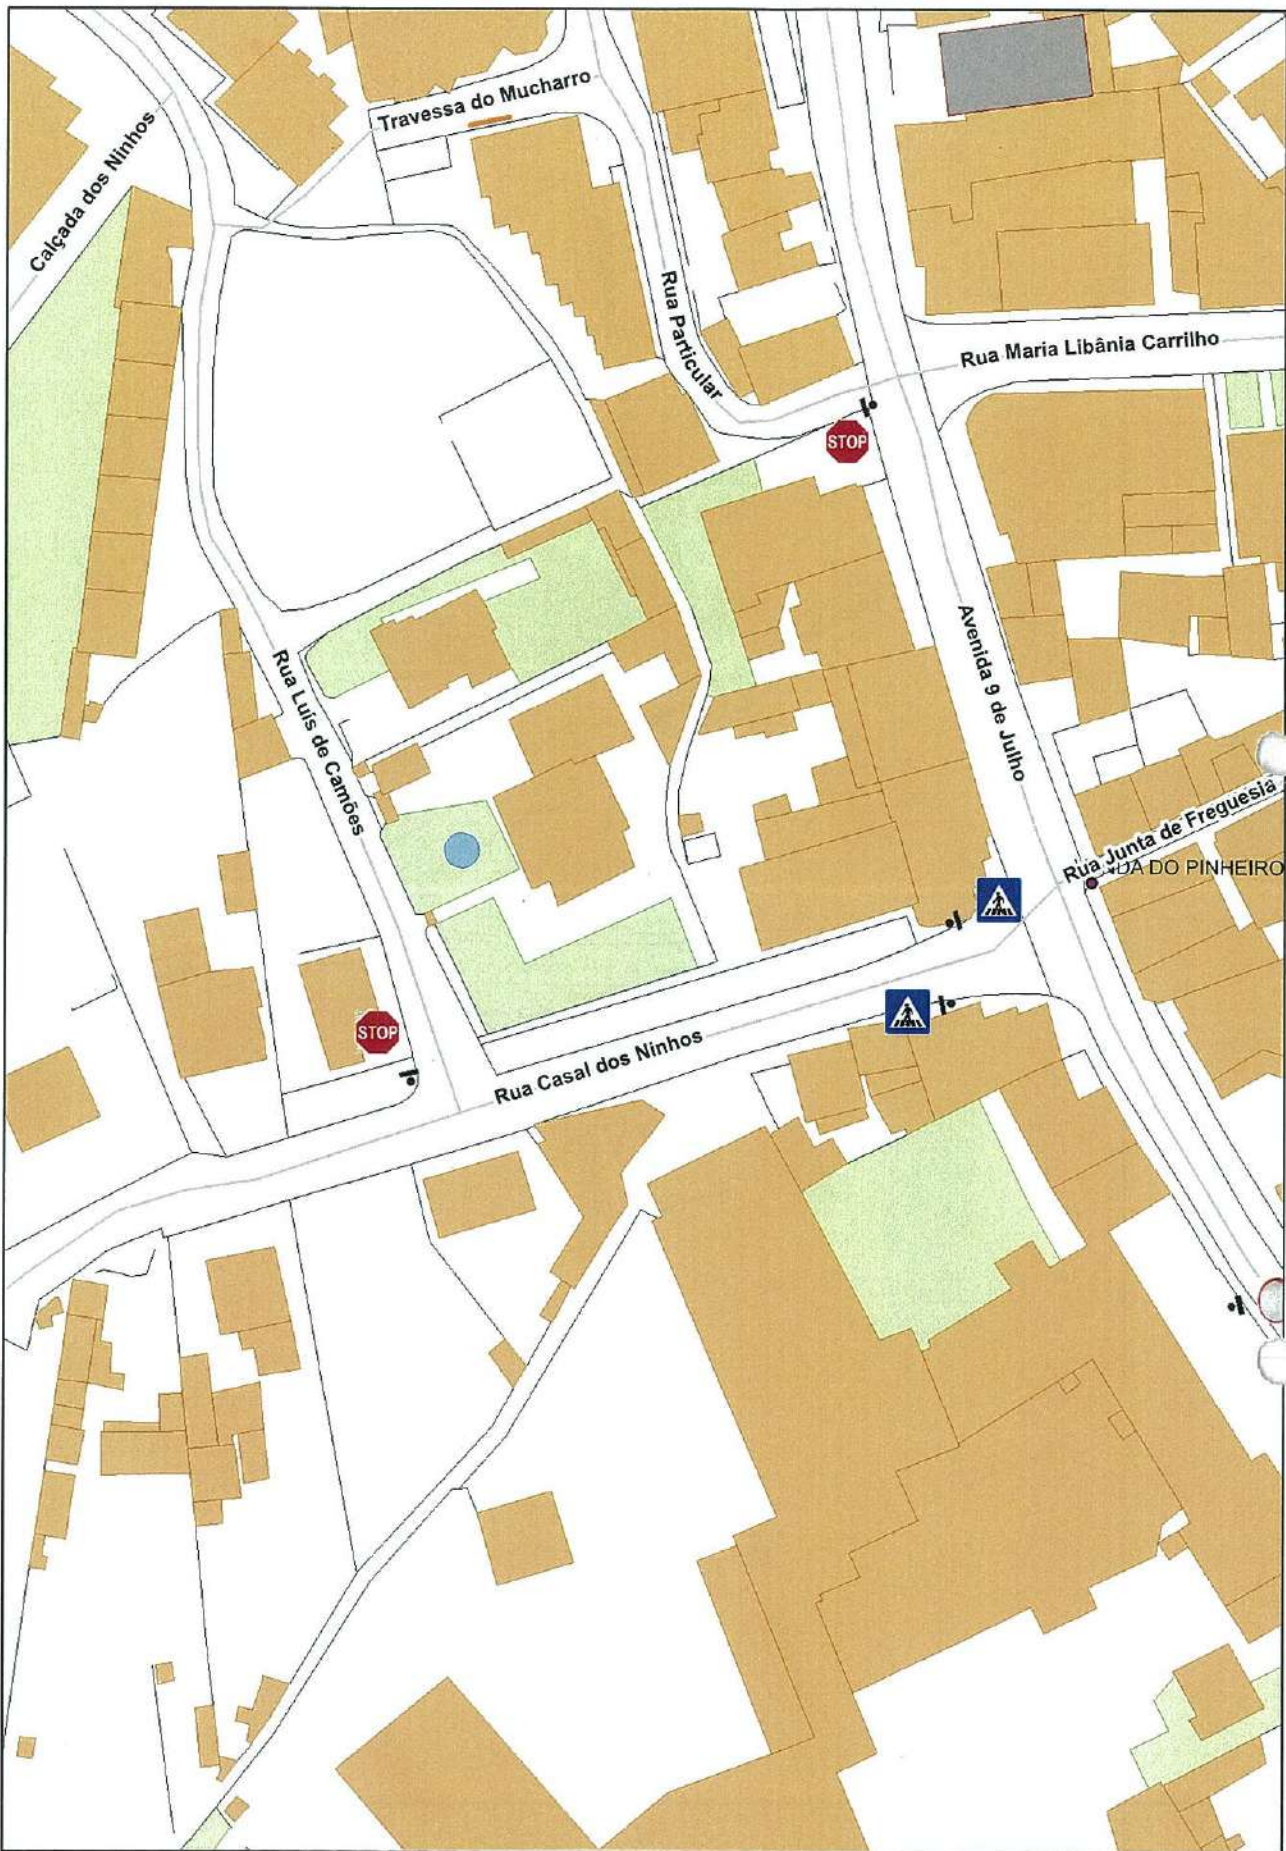 Travessa do Mucharro
Calçada dos Ninhos
Rua Particular
Rua Maria Libânia Carrilho
STOP
Avenida 9 de Julho
Rua Luís de Camões
Rua Junta de Freguesia
DO PINHEIRO
STOP
Rua Casal dos Ninhos